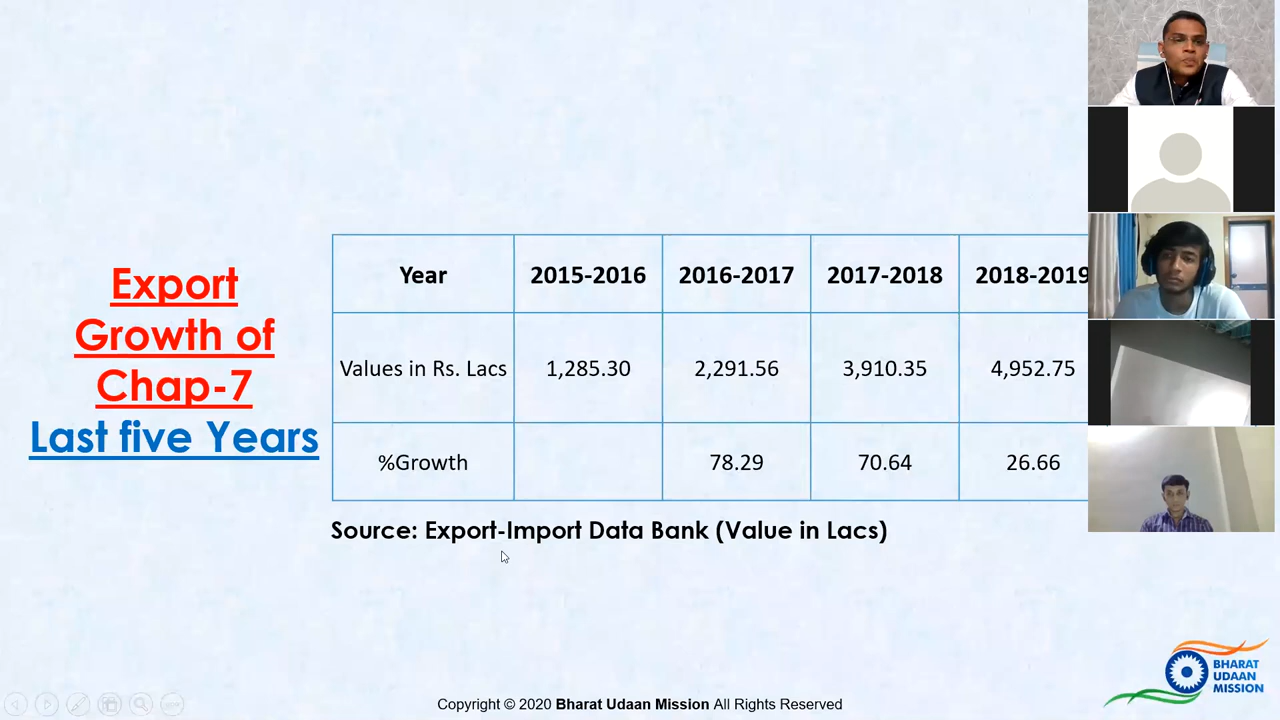 Export
Growth of
Chap-7
Last five Years
Year 2015-2016 2016-2017 2017-2018 2018-2019
Values in Rs. Lacs 1,285.30 2,291.56 3,910.35 4,952.75
%Growth 78.29 70.64 26.66
Source: Export-Import Data Bank (Value in Lacs)
Copyright © 2020 Bharat Udaan Mission All Rights Reserved
BHARAT
UDAAN
MISSION